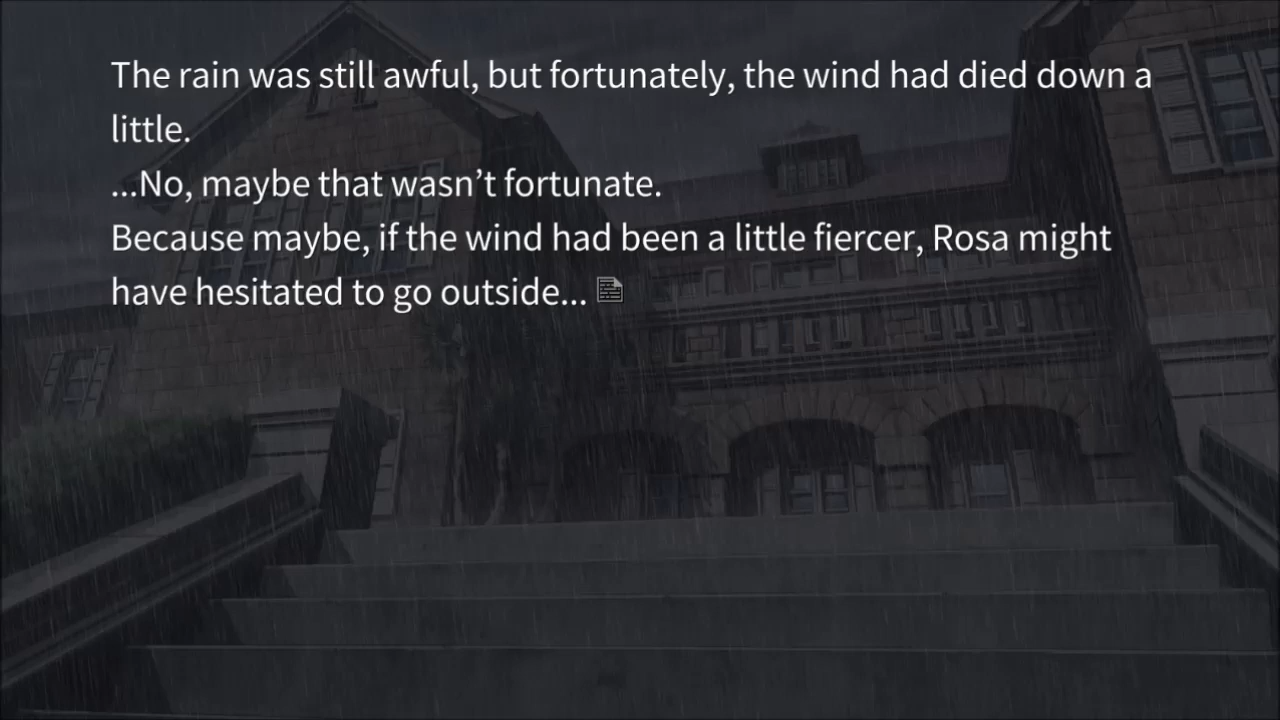 The rain was still awful, but fortunately, the wind had died down a
little.
...No, maybe that wasn’t fortunate.
Because maybe, if the wind had been a little fiercer, Rosa might
have hesitated to go outside...